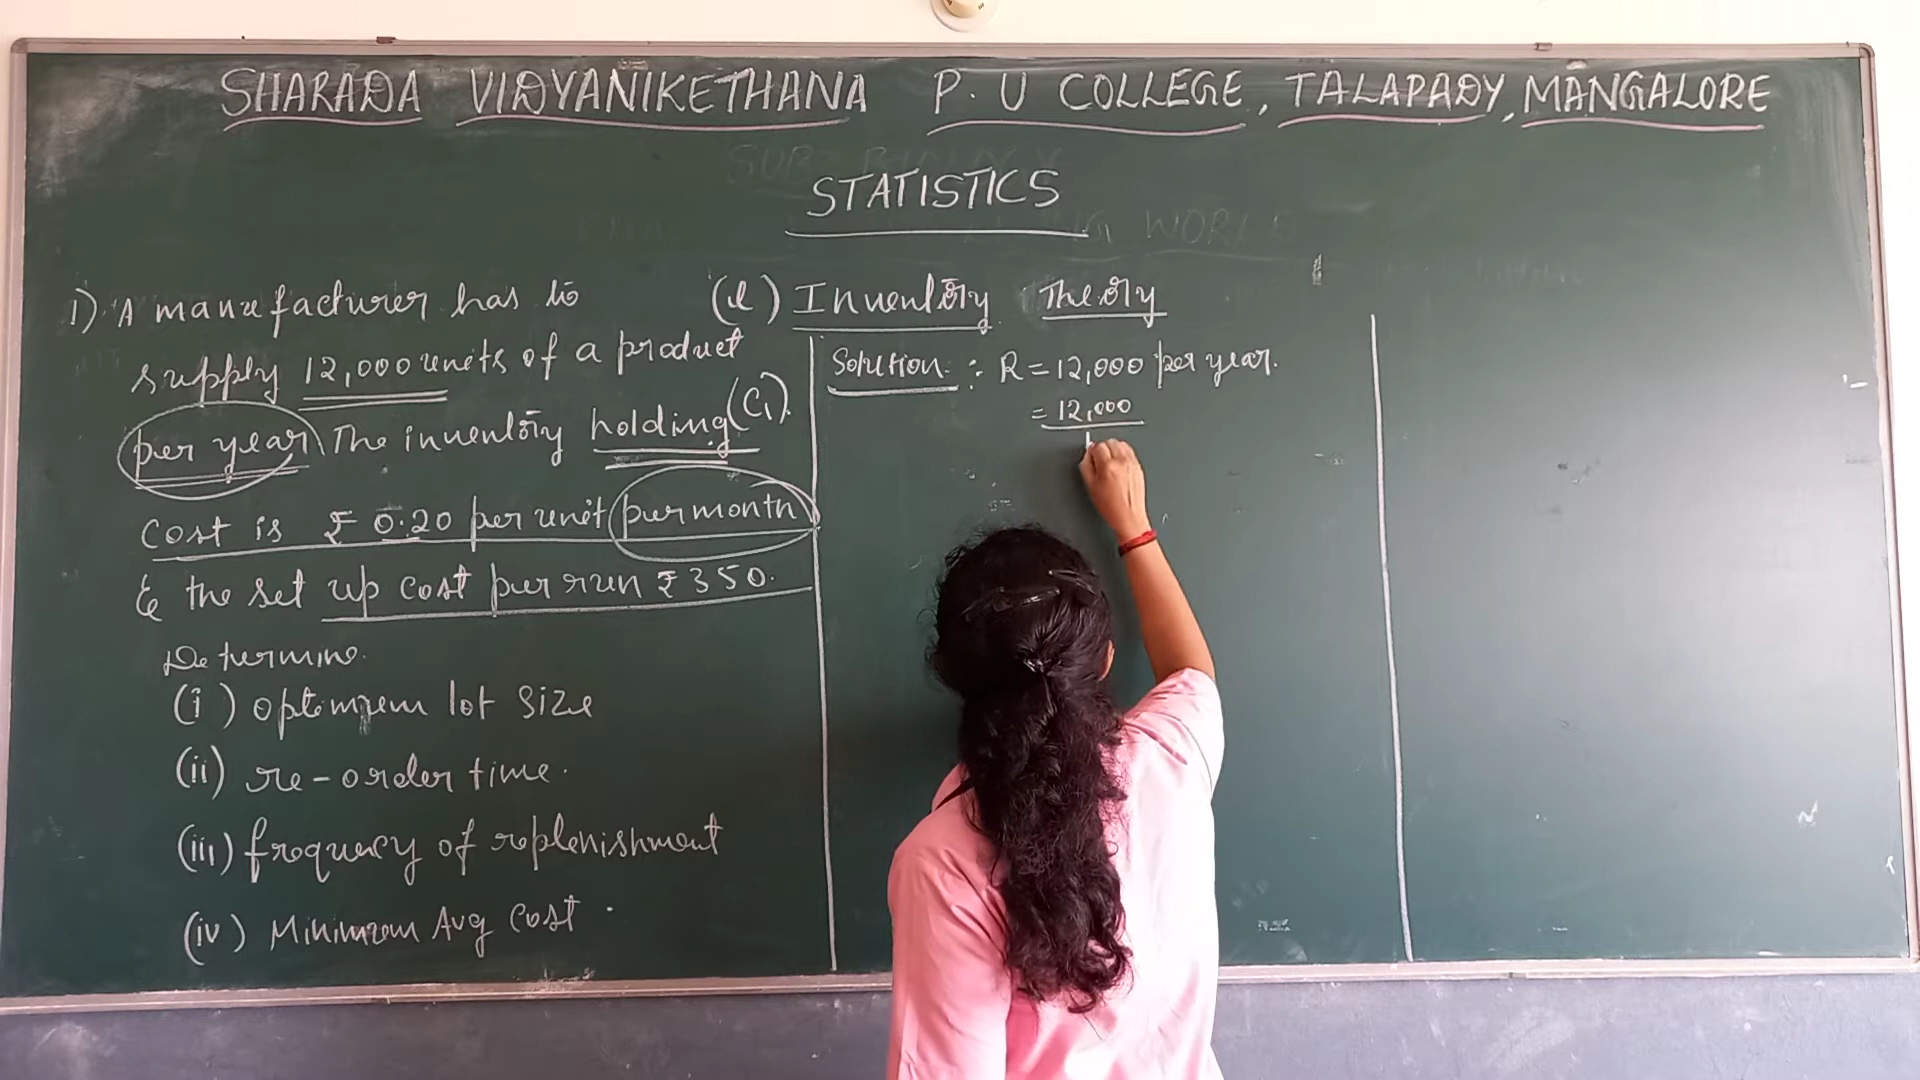 SHARADA VIDYANIKETHANA P. U COLLEGE, TALAPADY, MANGALORE
STATISTICS
1) A manufacturer has to
supply 12,000 units of a product
per year. The inventory holding (C₁).
cost is ₹ 0.20 per unit per month
& the set up cost per run ₹ 350.
Determine.
(i) optimum lot size
(ii) re-order time.
(iii) frequency of replenishment
(iv) Minimum Avg cost.
Inventory Theory
Solution : R = 12,000 per year.
= 12,000
1